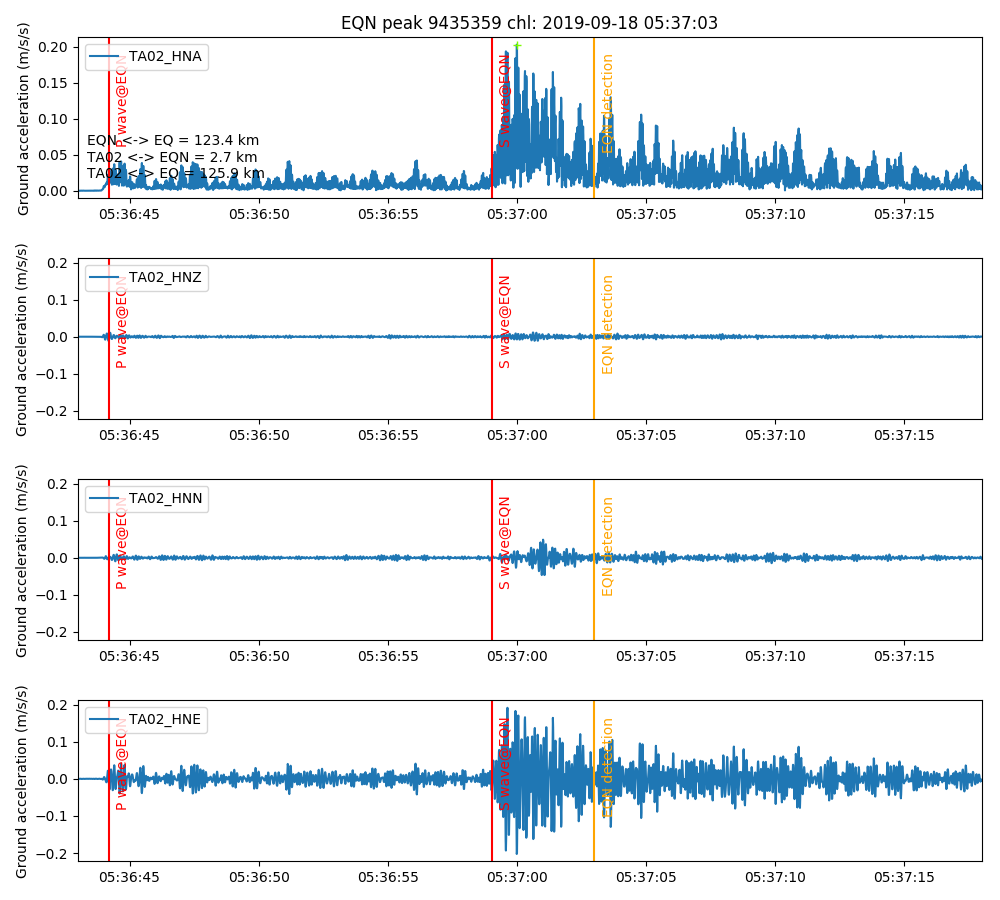 EQN peak 9435359 chl: 2019-09-18 05:37:03
Ground acceleration (m/s/s)
0.20
0.15
0.10
0.05
0.00
TA02_HNA
P wave@EQN
S wave@EQN
EQN detection
EQN <-> EQ = 123.4 km
TA02 <-> EQN = 2.7 km
TA02 <-> EQ = 125.9 km
05:36:45 05:36:50 05:36:55 05:37:00 05:37:05 05:37:10 05:37:15
Ground acceleration (m/s/s)
0.2
0.1
0.0
−0.1
−0.2
TA02_HNZ
P wave@EQN
S wave@EQN
EQN detection
05:36:45 05:36:50 05:36:55 05:37:00 05:37:05 05:37:10 05:37:15
Ground acceleration (m/s/s)
0.2
0.1
0.0
−0.1
−0.2
TA02_HNN
P wave@EQN
S wave@EQN
EQN detection
05:36:45 05:36:50 05:36:55 05:37:00 05:37:05 05:37:10 05:37:15
Ground acceleration (m/s/s)
0.2
0.1
0.0
−0.1
−0.2
TA02_HNE
P wave@EQN
S wave@EQN
EQN detection
05:36:45 05:36:50 05:36:55 05:37:00 05:37:05 05:37:10 05:37:15